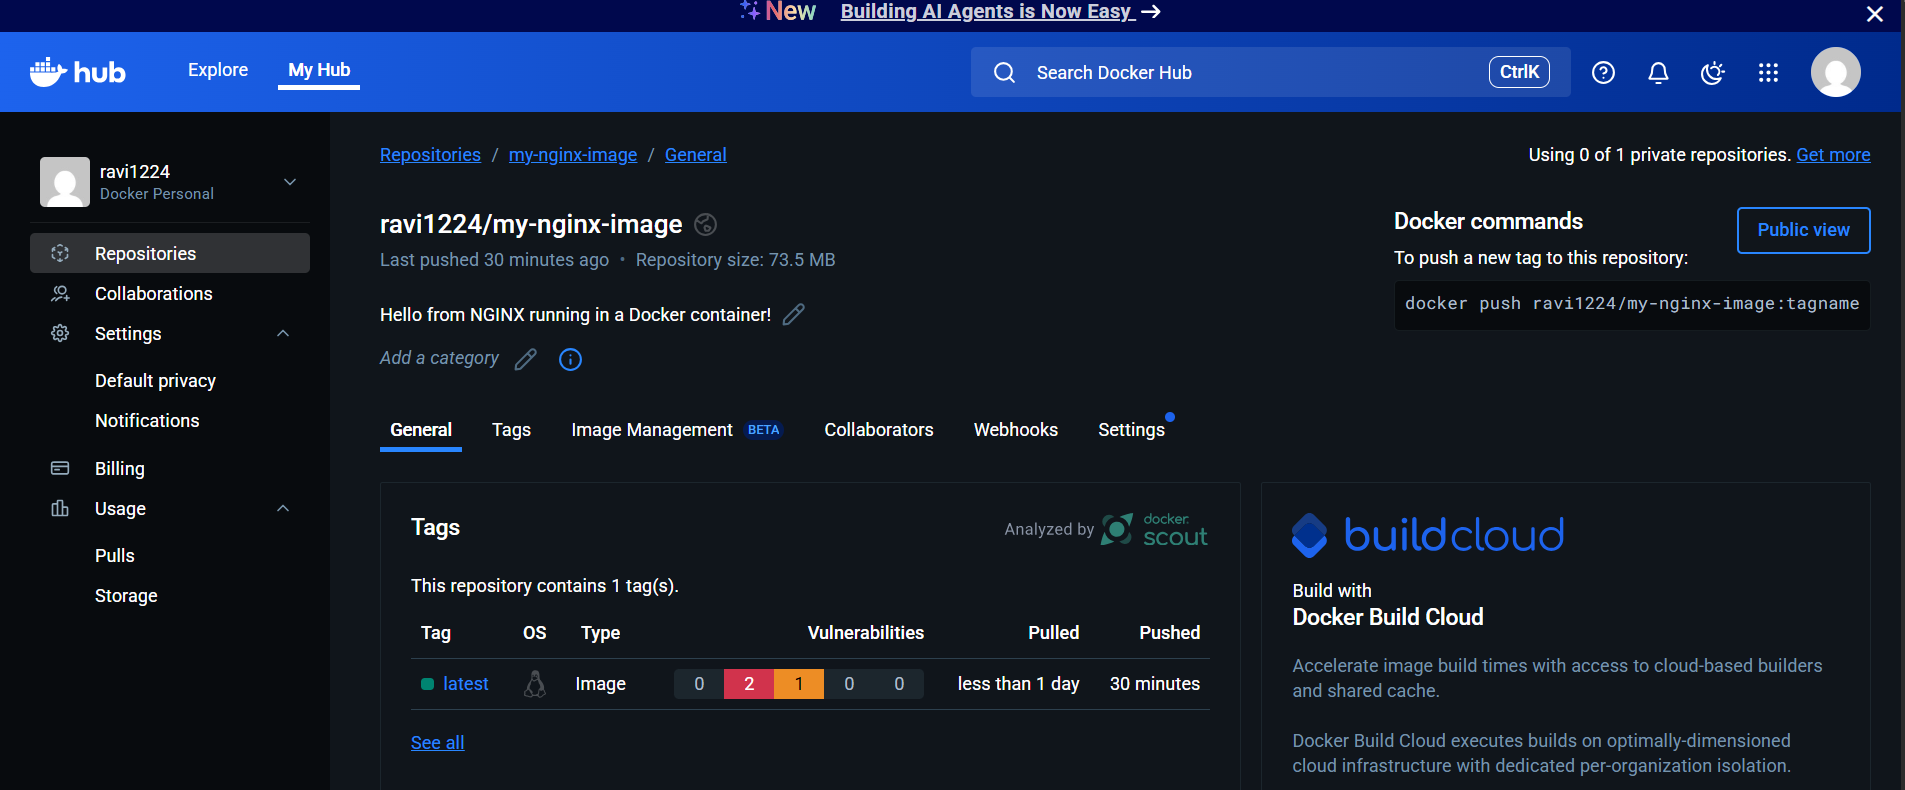 New Building AI Agents is Now Easy
hub Explore My Hub Search Docker Hub CtrlK
ravi1224
Docker Personal
Repositories
Collaborations
Settings
Default privacy
Notifications
Billing
Usage
Pulls
Storage
Repositories / my-nginx-image / General
Using 0 of 1 private repositories. Get more
ravi1224/my-nginx-image
Last pushed 30 minutes ago • Repository size: 73.5 MB
Hello from NGINX running in a Docker container!
Add a category
Docker commands
Public view
To push a new tag to this repository:
docker push ravi1224/my-nginx-image:tagname
General Tags Image Management BETA Collaborators Webhooks Settings
Tags
Analyzed by docker scout
This repository contains 1 tag(s).
Tag OS Type Vulnerabilities Pulled Pushed
latest Image 0 2 1 0 0 less than 1 day 30 minutes
See all
buildcloud
Build with
Docker Build Cloud
Accelerate image build times with access to cloud-based builders
and shared cache.
Docker Build Cloud executes builds on optimally-dimensioned
cloud infrastructure with dedicated per-organization isolation.